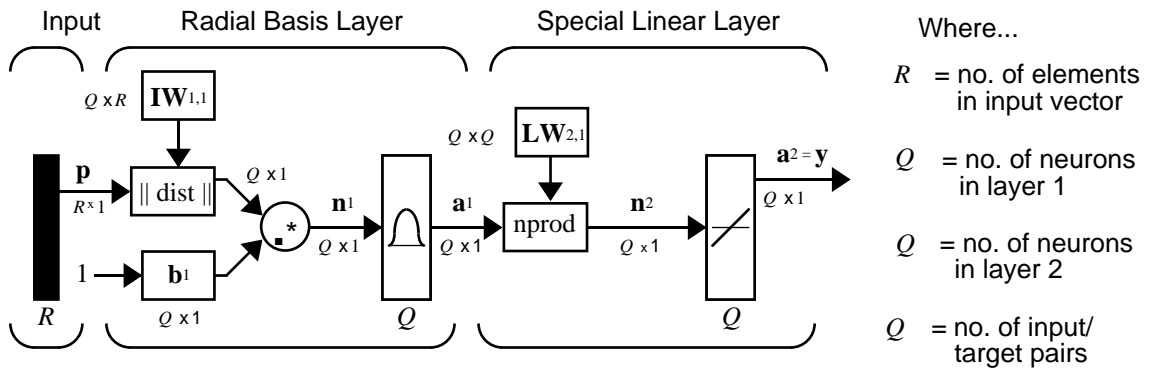 Input
Radial Basis Layer
Special Linear Layer
Where...
Q x R
IW1,1
Q x Q
LW2,1
R = no. of elements
in input vector
p
R x 1
|| dist ||
Q x 1
.*
n1
Q x 1
a1
Q x 1
nprod
n2
Q x 1
a2 = y
Q x 1
Q = no. of neurons
in layer 1
1
b1
Q x 1
Q = no. of neurons
in layer 2
R
Q
Q
Q = no. of input/
target pairs